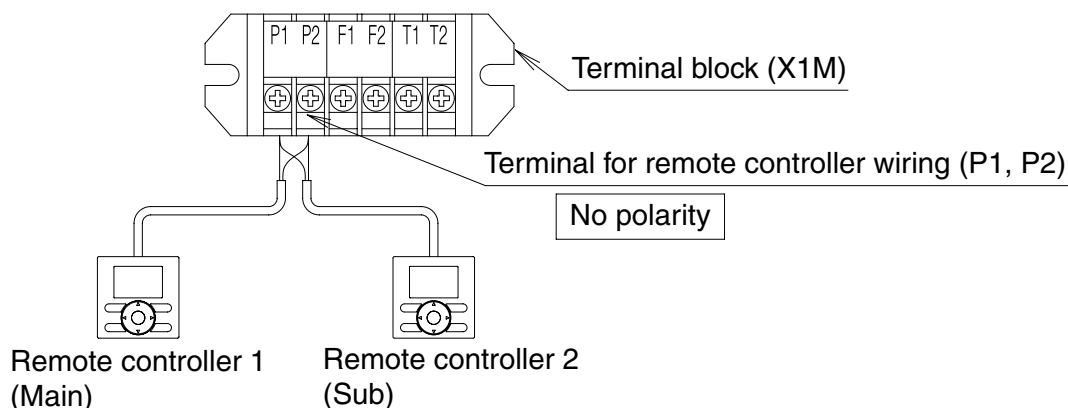 P1 P2 F1 F2 T1 T2
Terminal block (X1M)
Terminal for remote controller wiring (P1, P2)
No polarity
Remote controller 1
(Main)
Remote controller 2
(Sub)